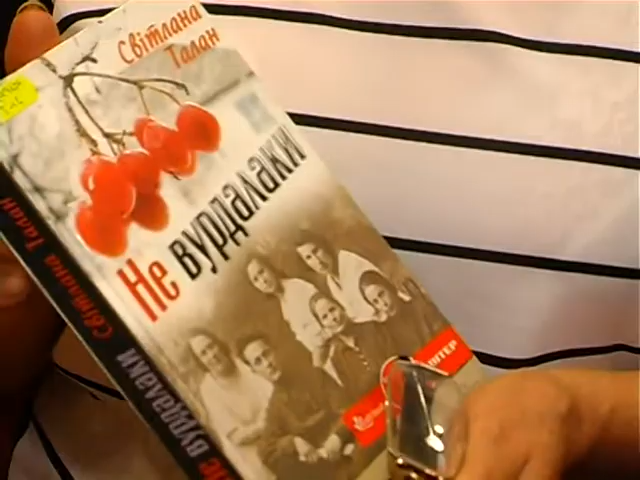 Світлана
Талан
Не вурдалаки
Світлана Талан
Не вурдалаки